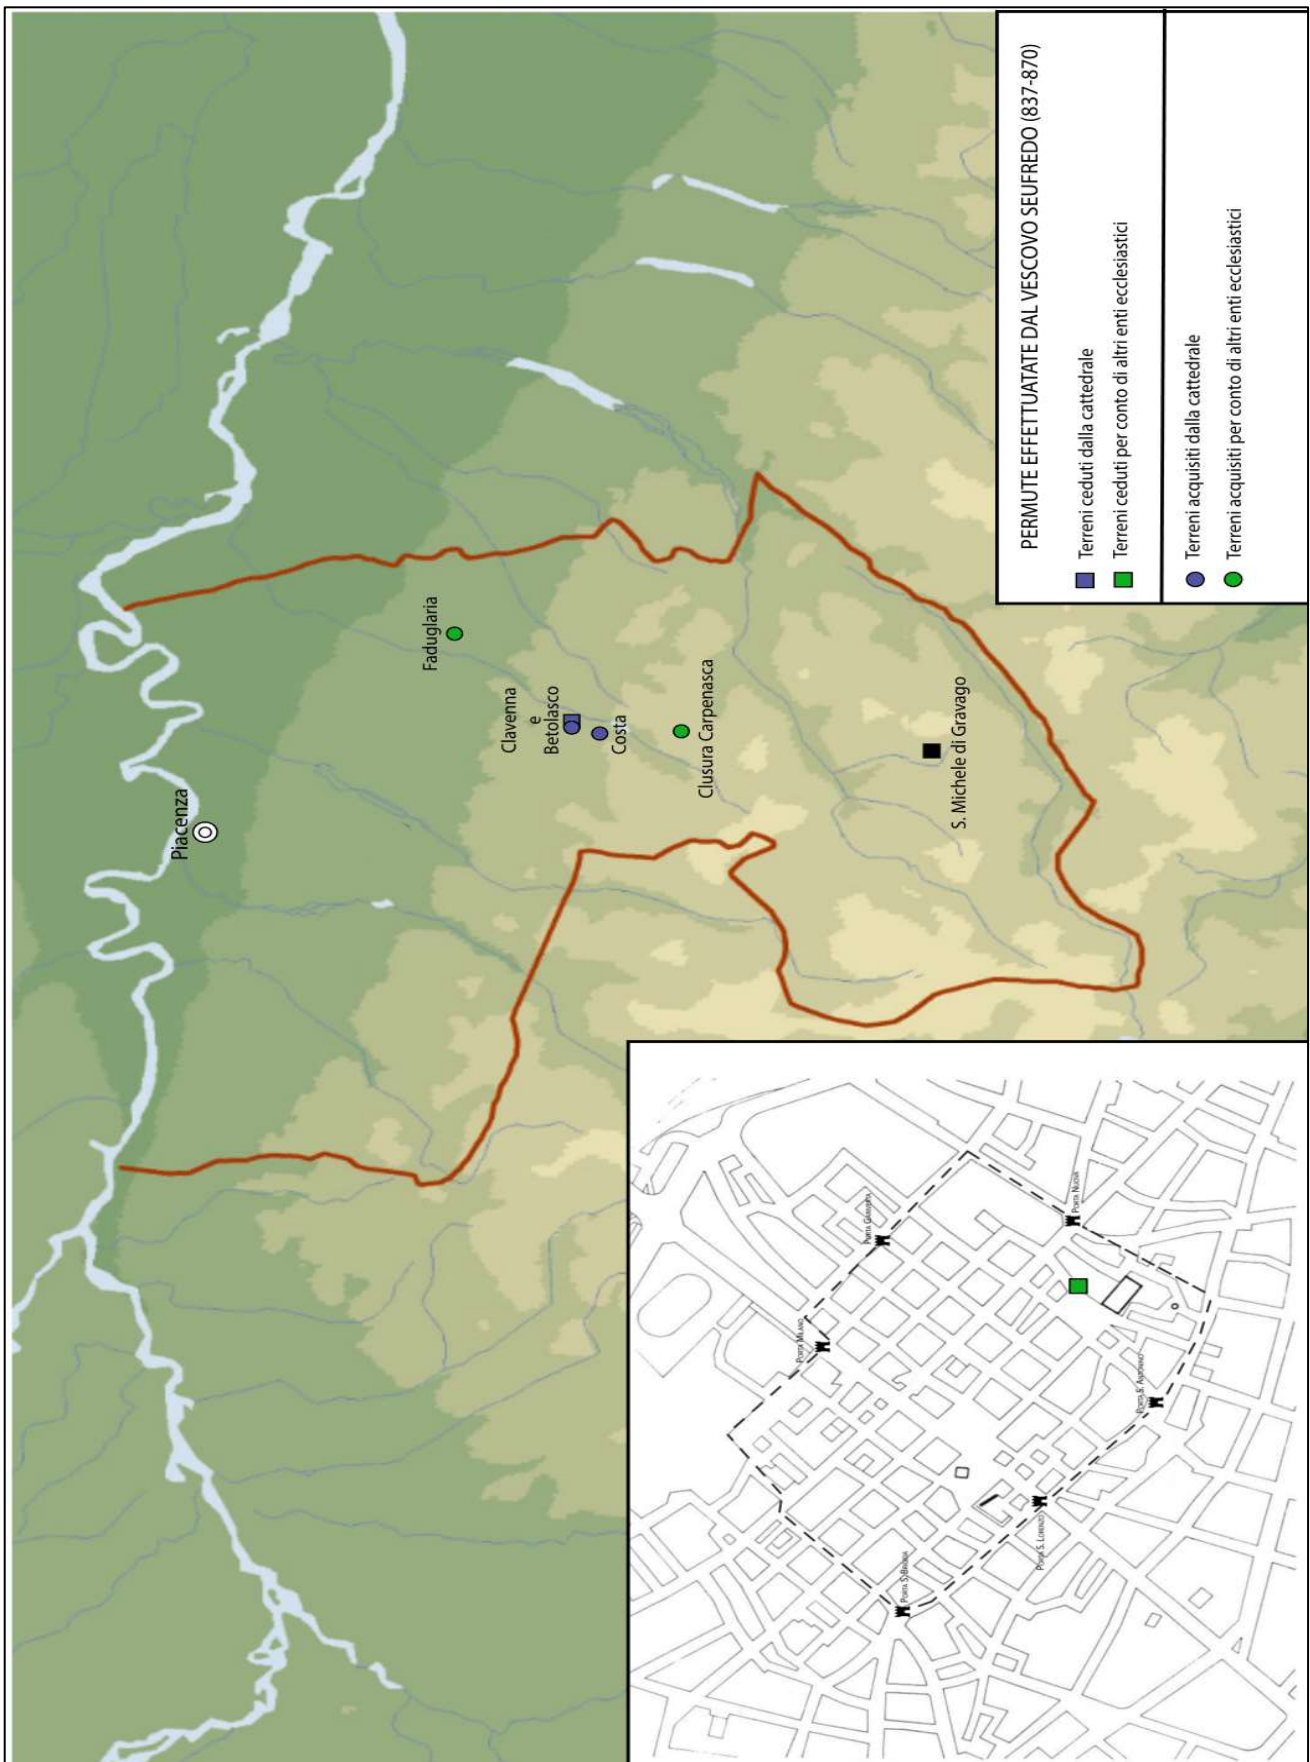 PERMUTE EFFETTUATATE DAL VESCOVO SEUFREDO (837-870)
Terreni ceduti dalla cattedrale
Terreni ceduti per conto di altri enti ecclesiastici
Terreni acquisiti dalla cattedrale
Terreni acquisiti per conto di altri enti ecclesiastici
Piacenza
Faduglaria
Clavenna
e
Betolasco
Costa
Clusura Carpenasca
S. Michele di Gravago
PORTA MILANO
PORTA NUOVA
PORTA S. ANTONINO
PORTA S. LORENZO
PORTA S. BRIGIDA